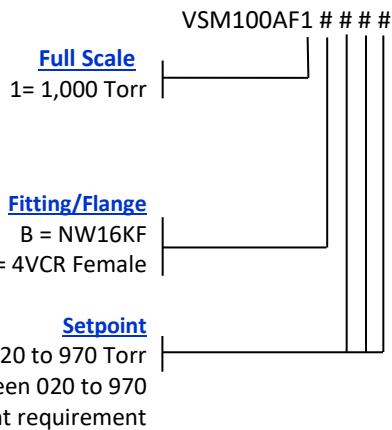 VSM100AF1 # # # #
Full Scale
1= 1,000 Torr
Fitting/Flange
B = NW16KF
= 4VCR Female
Setpoint
20 to 970 Torr
een 020 to 970
nt requirement